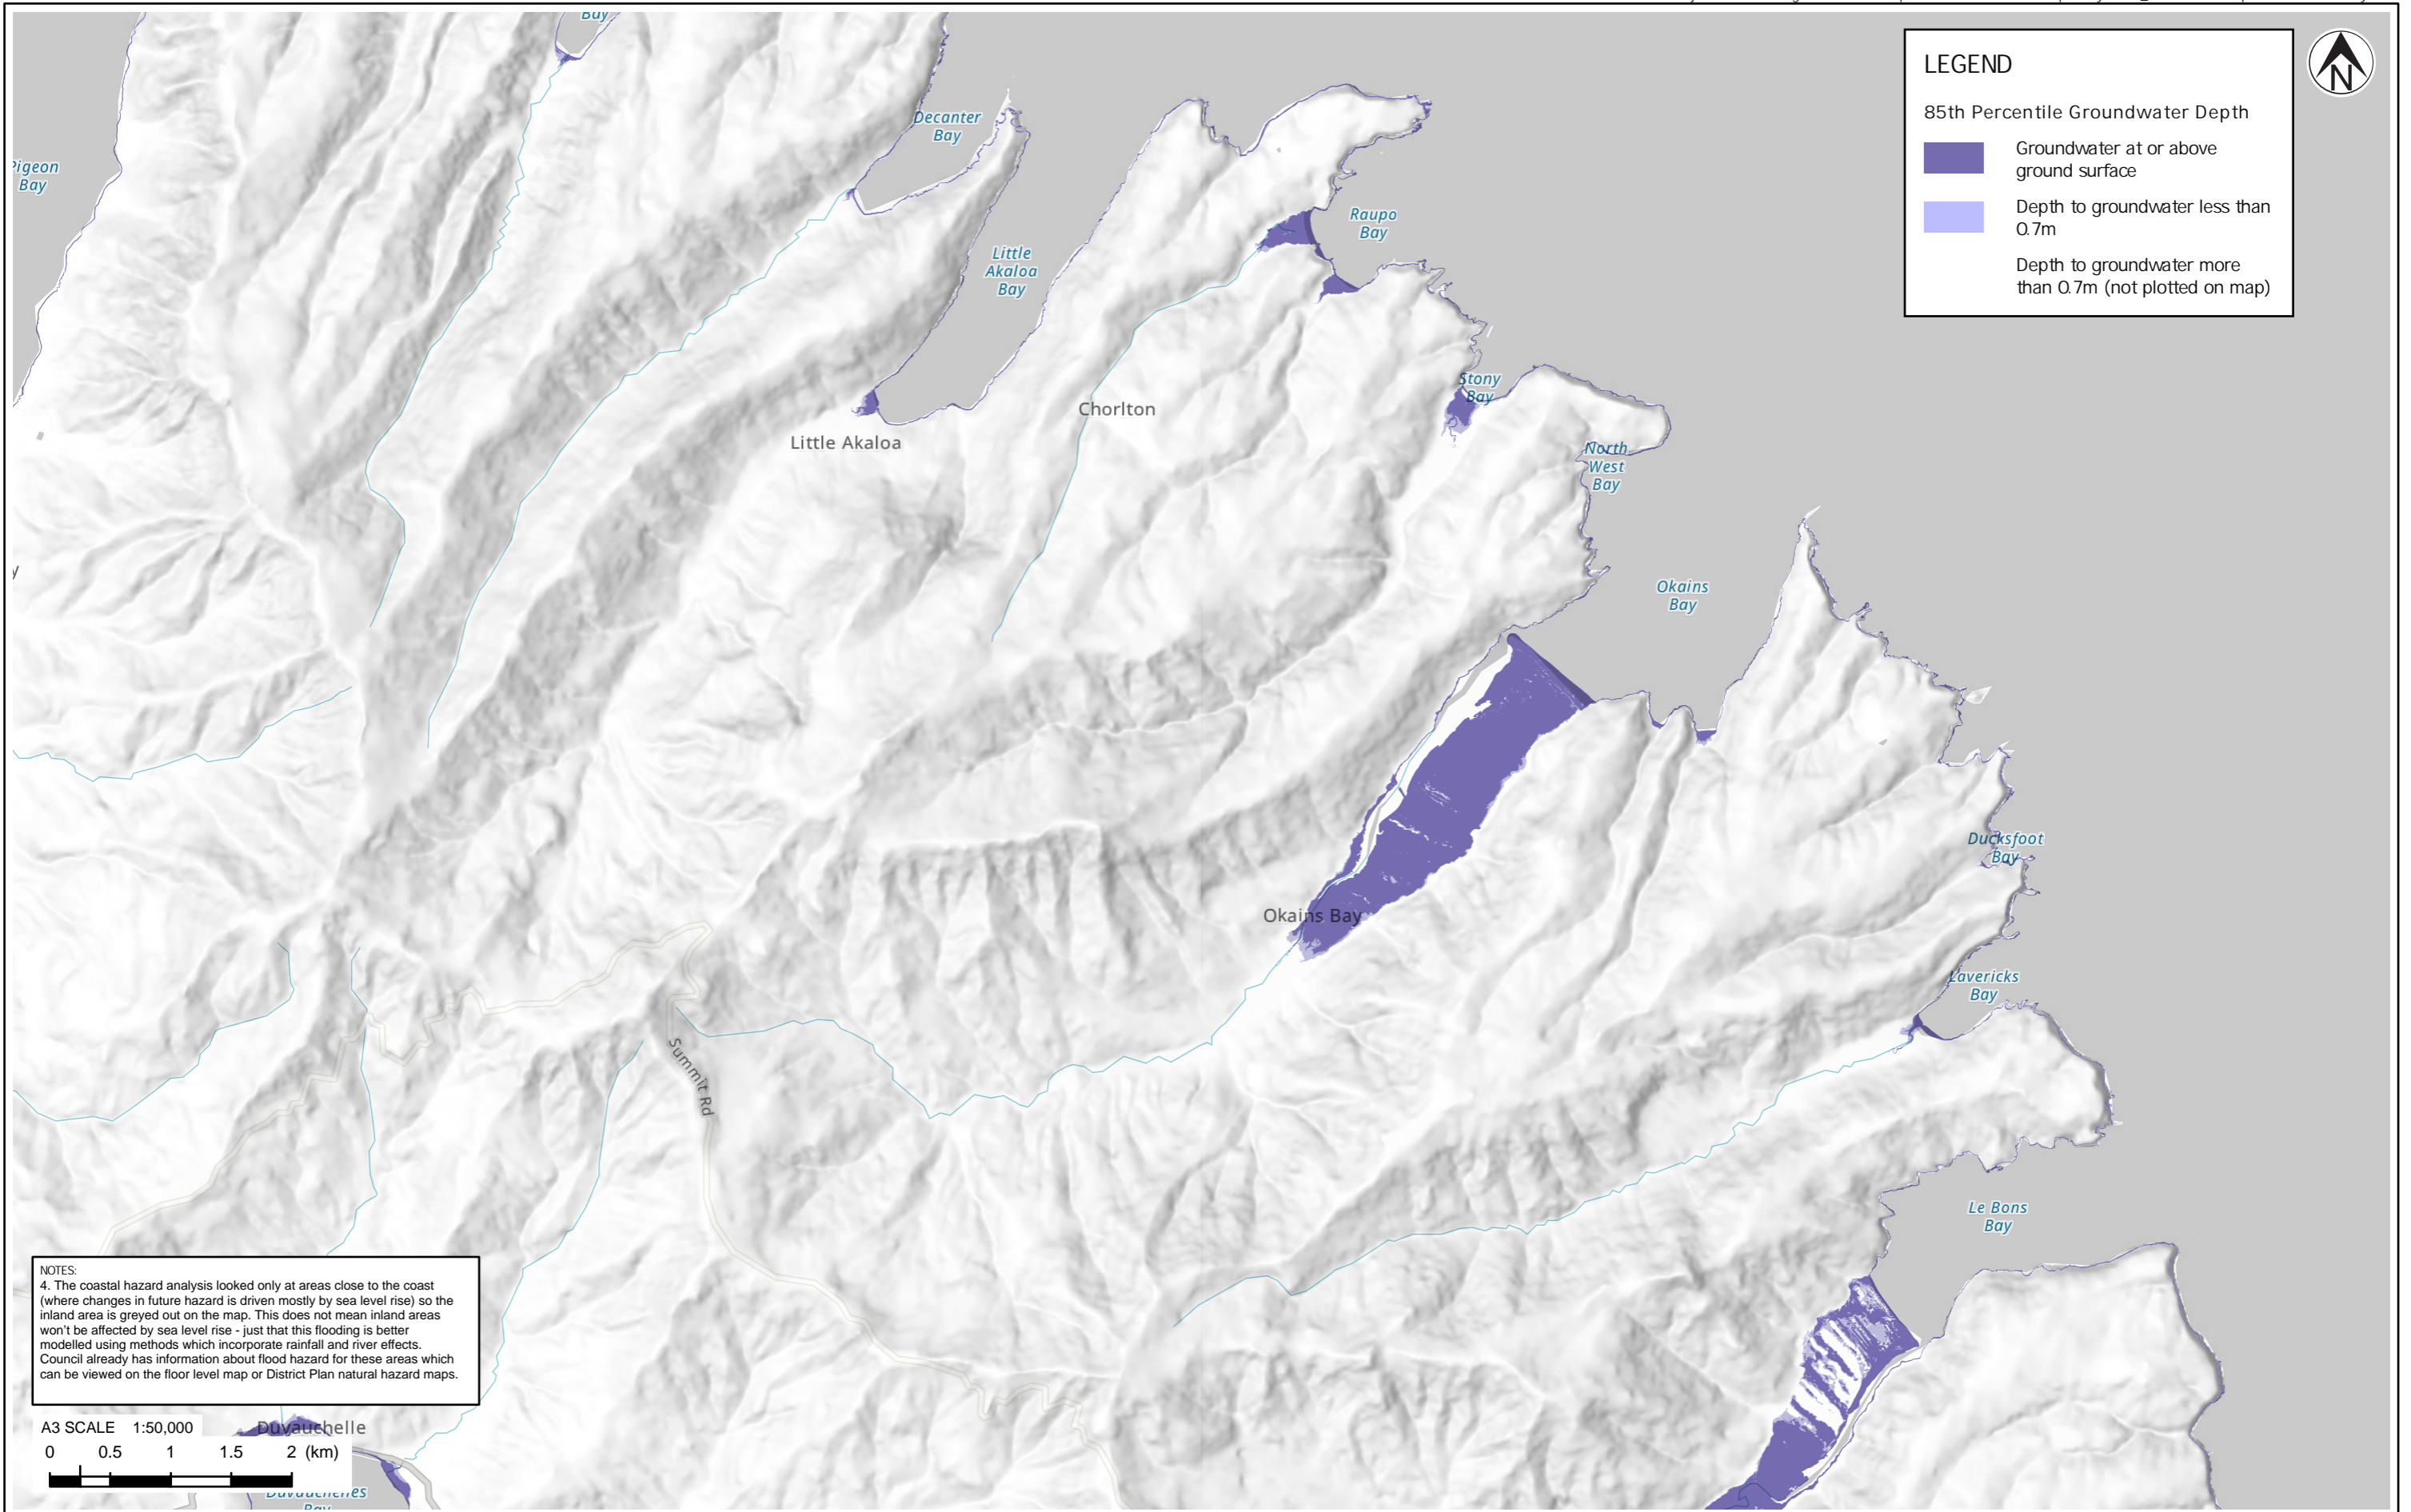 Bay
LEGEND
85th Percentile Groundwater Depth
Groundwater at or above
ground surface
Depth to groundwater less than
0.7m
Depth to groundwater more
than 0.7m (not plotted on map)
N
Decanter
Bay
Pigeon
Bay
Raupo
Bay
Little
Akaloa
Bay
Stony
Bay
Chorlton
Little Akaloa
North
West
Bay
y
Okains
Bay
Ducksfoot
Bay
Okains Bay
Lavericks
Bay
Summit Rd
Le Bons
Bay
NOTES:
4. The coastal hazard analysis looked only at areas close to the coast
(where changes in future hazard is driven mostly by sea level rise) so the
inland area is greyed out on the map. This does not mean inland areas
won't be affected by sea level rise - just that this flooding is better
modelled using methods which incorporate rainfall and river effects.
Council already has information about flood hazard for these areas which
can be viewed on the floor level map or District Plan natural hazard maps.
A3 SCALE 1:50,000
Duvauchelle
0 0.5 1 1.5 2 (km)
Duvauchelles
Bay